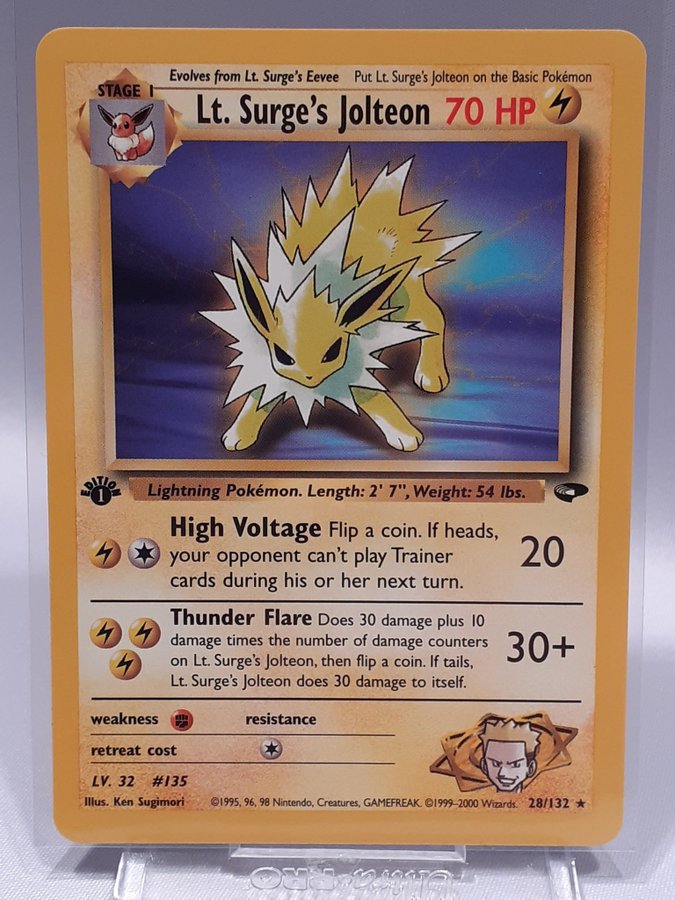 Evolves from Lt. Surge's Eevee Put Lt. Surge's Jolteon on the Basic Pokémon
STAGE 1
Lt. Surge's Jolteon 70 HP
EDITION
1
Lightning Pokémon. Length: 2' 7", Weight: 54 lbs.
High Voltage Flip a coin. If heads,
your opponent can't play Trainer
cards during his or her next turn.
20
Thunder Flare Does 30 damage plus 10
damage times the number of damage counters
on Lt. Surge's Jolteon, then flip a coin. If tails,
Lt. Surge's Jolteon does 30 damage to itself.
30+
weakness resistance
retreat cost
LV. 32 #135
Illus. Ken Sugimori ©1995, 96, 98 Nintendo, Creatures, GAMEFREAK. ©1999-2000 Wizards. 28/132 ★
Ultra PRO